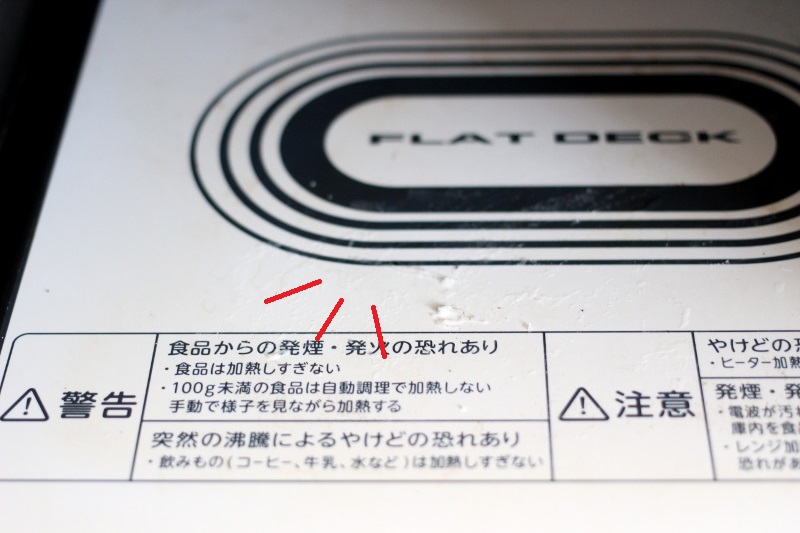 FLAT DECK
警告
食品からの発煙・発火の恐れあり
・食品は加熱しすぎない
・100g未満の食品は自動調理で加熱しない
手動で様子を見ながら加熱する
突然の沸騰によるやけどの恐れあり
・飲みもの(コーヒー、牛乳、水など)は加熱しすぎない
注意
やけどの
・ヒーター加熱
発煙・発
・電波が汚
庫内を食
・レンジ加
恐れがあ